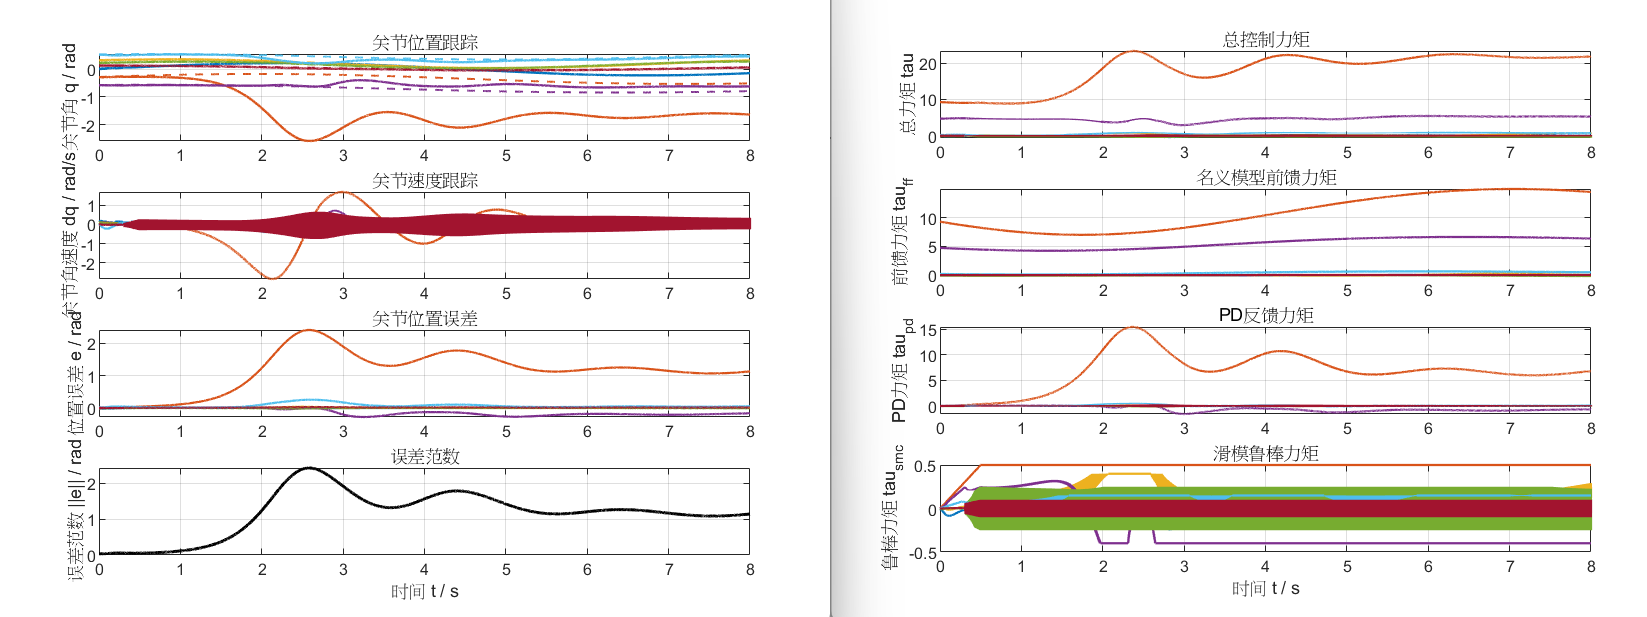 关节位置跟踪
关节角 q / rad
0
-1
-2
0 1 2 3 4 5 6 7 8
关节速度跟踪
关节角速度 dq / rad/s
1
0
-1
-2
0 1 2 3 4 5 6 7 8
关节位置误差
位置误差 e / rad
2
1
0
0 1 2 3 4 5 6 7 8
误差范数
误差范数 ||e|| / rad
2
1
0
0 1 2 3 4 5 6 7 8
时间 t / s
总控制力矩
总力矩 tau
20
10
0
0 1 2 3 4 5 6 7 8
名义模型前馈力矩
前馈力矩 tau_ff
10
5
0
0 1 2 3 4 5 6 7 8
PD反馈力矩
PD力矩 tau_pd
15
10
5
0
0 1 2 3 4 5 6 7 8
滑模鲁棒力矩
鲁棒力矩 tau_smc
0.5
0
-0.5
0 1 2 3 4 5 6 7 8
时间 t / s